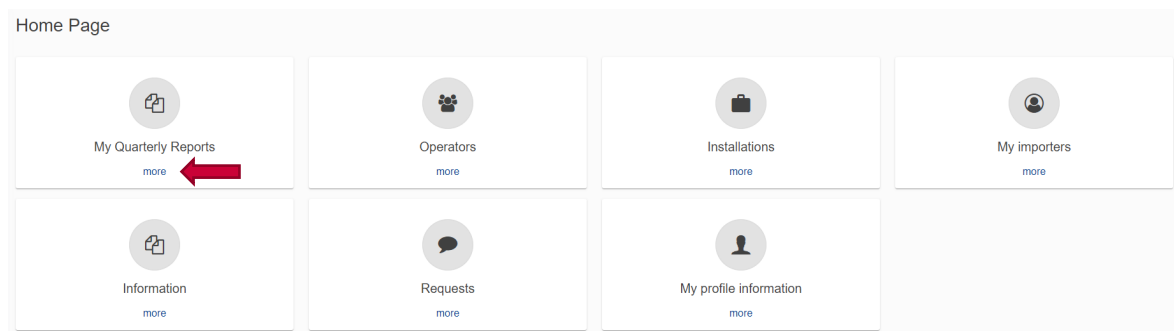 Home Page
My Quarterly Reports
more
Operators
more
Installations
more
My importers
more
Information
more
Requests
more
My profile information
more